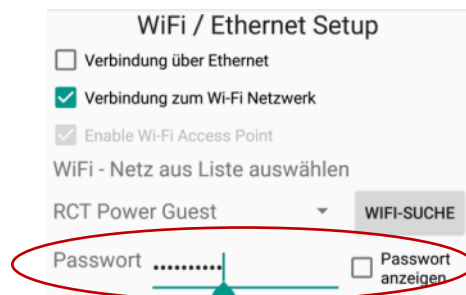 WiFi / Ethernet Setup
Verbindung über Ethernet
Verbindung zum Wi-Fi Netzwerk
Enable Wi-Fi Access Point
WiFi - Netz aus Liste auswählen
RCT Power Guest WIFI-SUCHE
Passwort •••••••••• Passwort
anzeigen